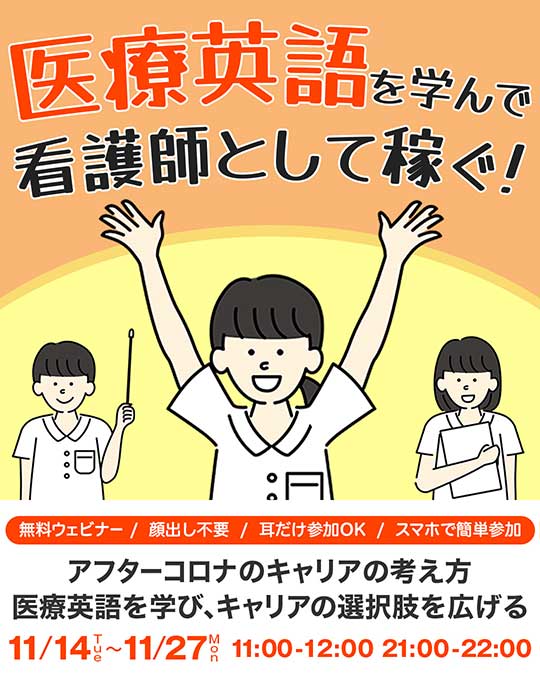 医療英語を学んで
看護師として稼ぐ!
無料ウェビナー / 顔出し不要 / 耳だけ参加OK / スマホで簡単参加
アフターコロナのキャリアの考え方
医療英語を学び、キャリアの選択肢を広げる
11/14Tue～11/27Mon 11:00-12:00 21:00-22:00